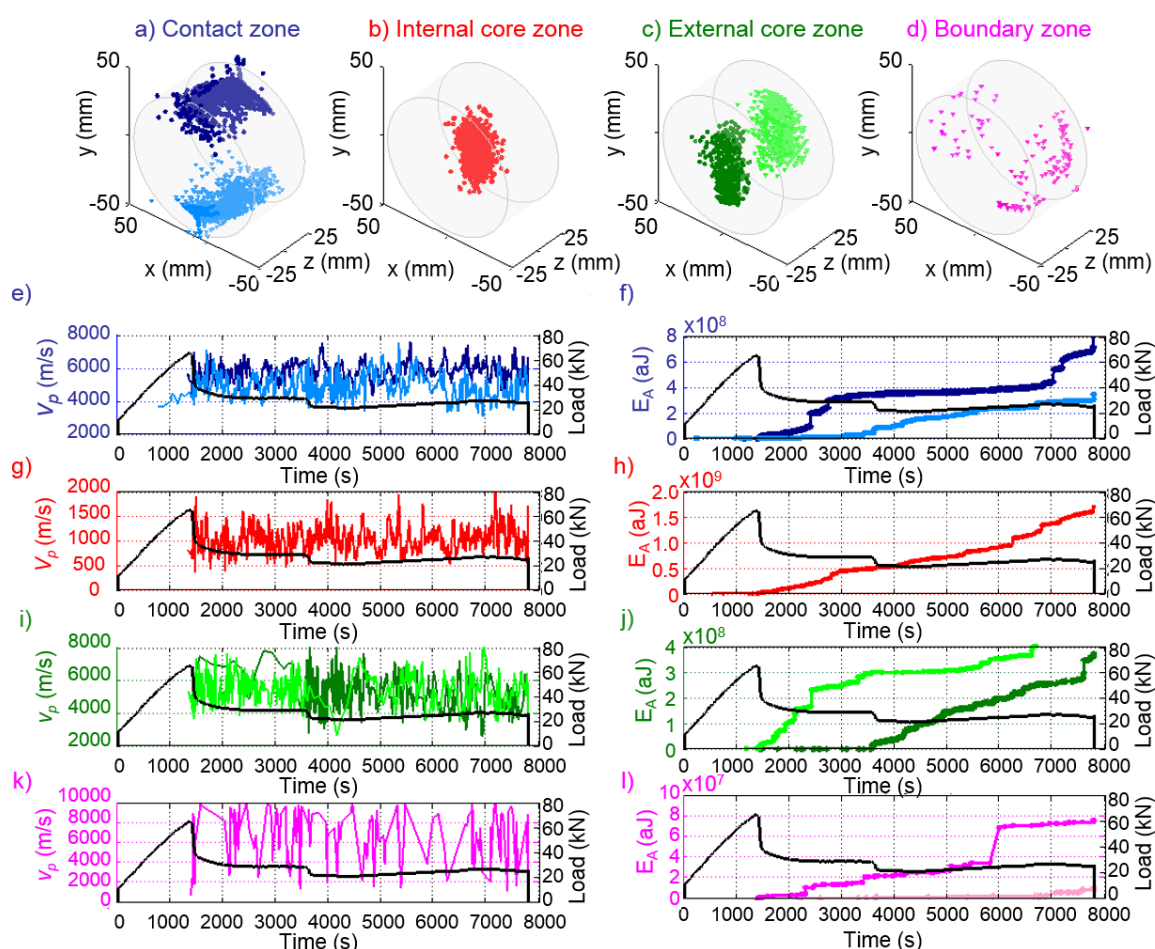 a) Contact zone b) Internal core zone c) External core zone d) Boundary zone
50 50 50 50
y (mm) y (mm) y (mm) y (mm)
-50 -50 -50 -50
50 50 50 50
25 25 25 25
x (mm) z (mm) x (mm) z (mm) x (mm) z (mm) x (mm) z (mm)
-50 -25 -50 -25 -50 -25 -50 -25
e) f)
x10⁸
8000 6000 4000 2000
Vp (m/s)
80 60 40 20 0
Load (kN)
8 6 4 2 0
E_A (aJ)
80 60 40 20 0
Load (kN)
0 1000 2000 3000 4000 5000 6000 7000 8000
Time (s)
0 1000 2000 3000 4000 5000 6000 7000 8000
Time (s)
g) h)
x10⁹
2000 1500 1000 500 0
Vp (m/s)
80 60 40 20 0
Load (kN)
2.0 1.5 1.0 0.5 0
E_A (aJ)
80 60 40 20 0
Load (kN)
0 1000 2000 3000 4000 5000 6000 7000 8000
Time (s)
0 1000 2000 3000 4000 5000 6000 7000 8000
Time (s)
i) j)
x10⁸
8000 6000 4000 2000
Vp (m/s)
80 60 40 20 0
Load (kN)
4 3 2 1 0
E_A (aJ)
80 60 40 20 0
Load (kN)
0 1000 2000 3000 4000 5000 6000 7000 8000
Time (s)
0 1000 2000 3000 4000 5000 6000 7000 8000
Time (s)
k) l)
x10⁷
10000 8000 6000 4000 2000 0
Vp (m/s)
80 60 40 20 0
Load (kN)
10 8 6 4 2 0
E_A (aJ)
80 60 40 20 0
Load (kN)
0 1000 2000 3000 4000 5000 6000 7000 8000
Time (s)
0 1000 2000 3000 4000 5000 6000 7000 8000
Time (s)